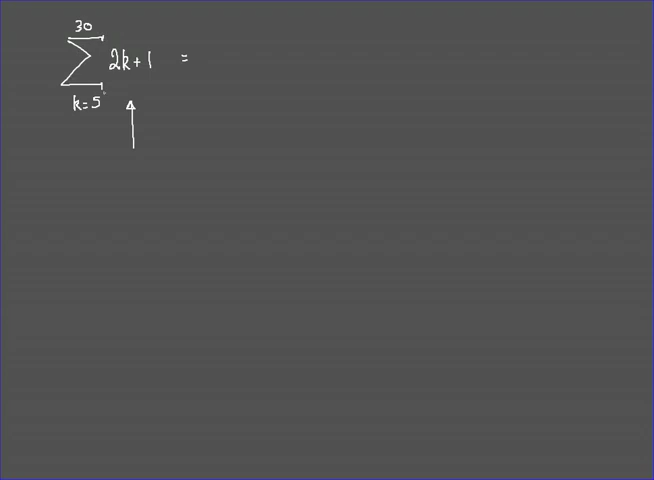 30
∑ 2k+1 =
k=5